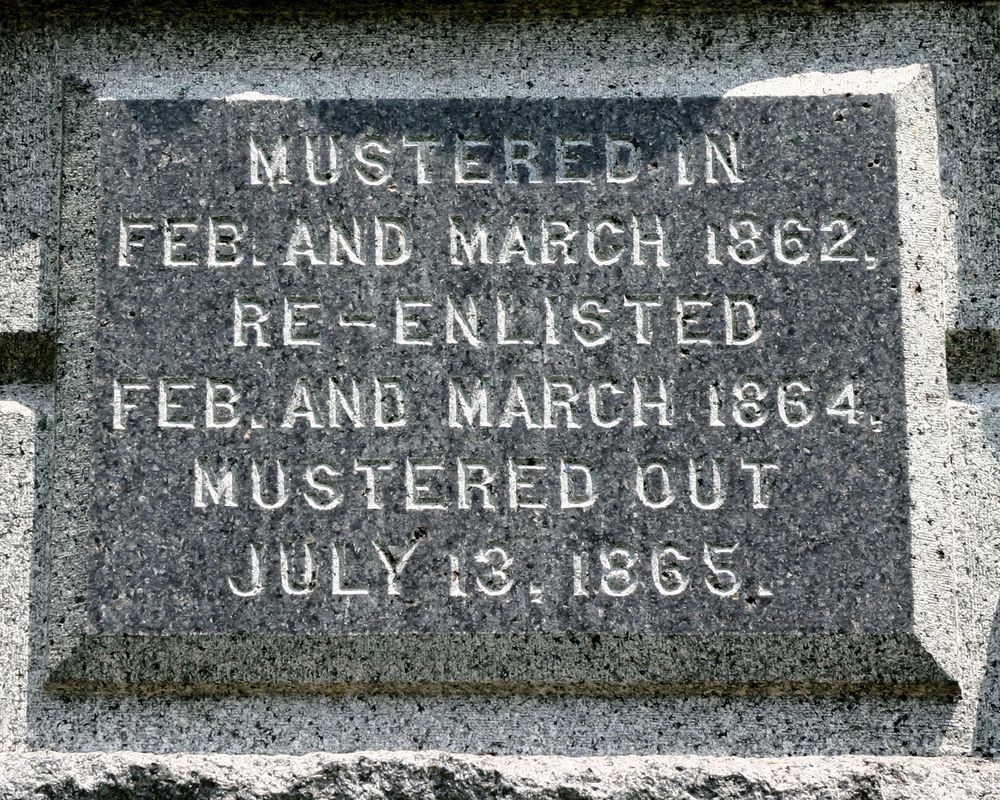 MUSTERED IN
FEB. AND MARCH 1862,
RE-ENLISTED
FEB. AND MARCH 1864,
MUSTERED OUT
JULY 13, 1865.